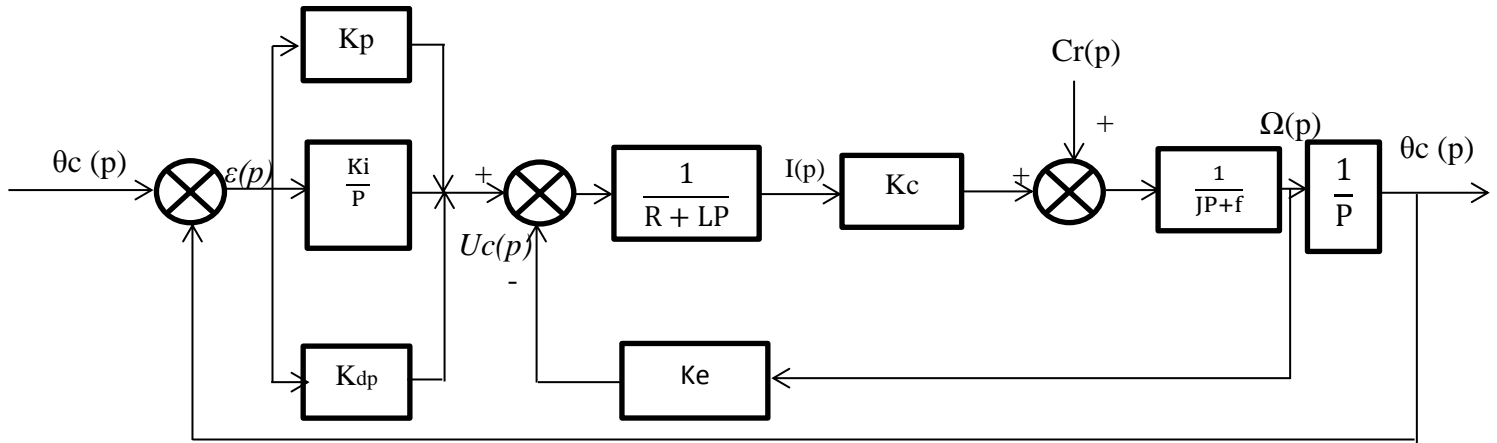 Kp
Cr(p)
+
θc (p)
ε(p)
Ki
P
+
1
R + LP
I(p)
Kc
+
1
JP+f
Ω(p)
1
P
θc (p)
Uc(p)
-
Kdp
Ke